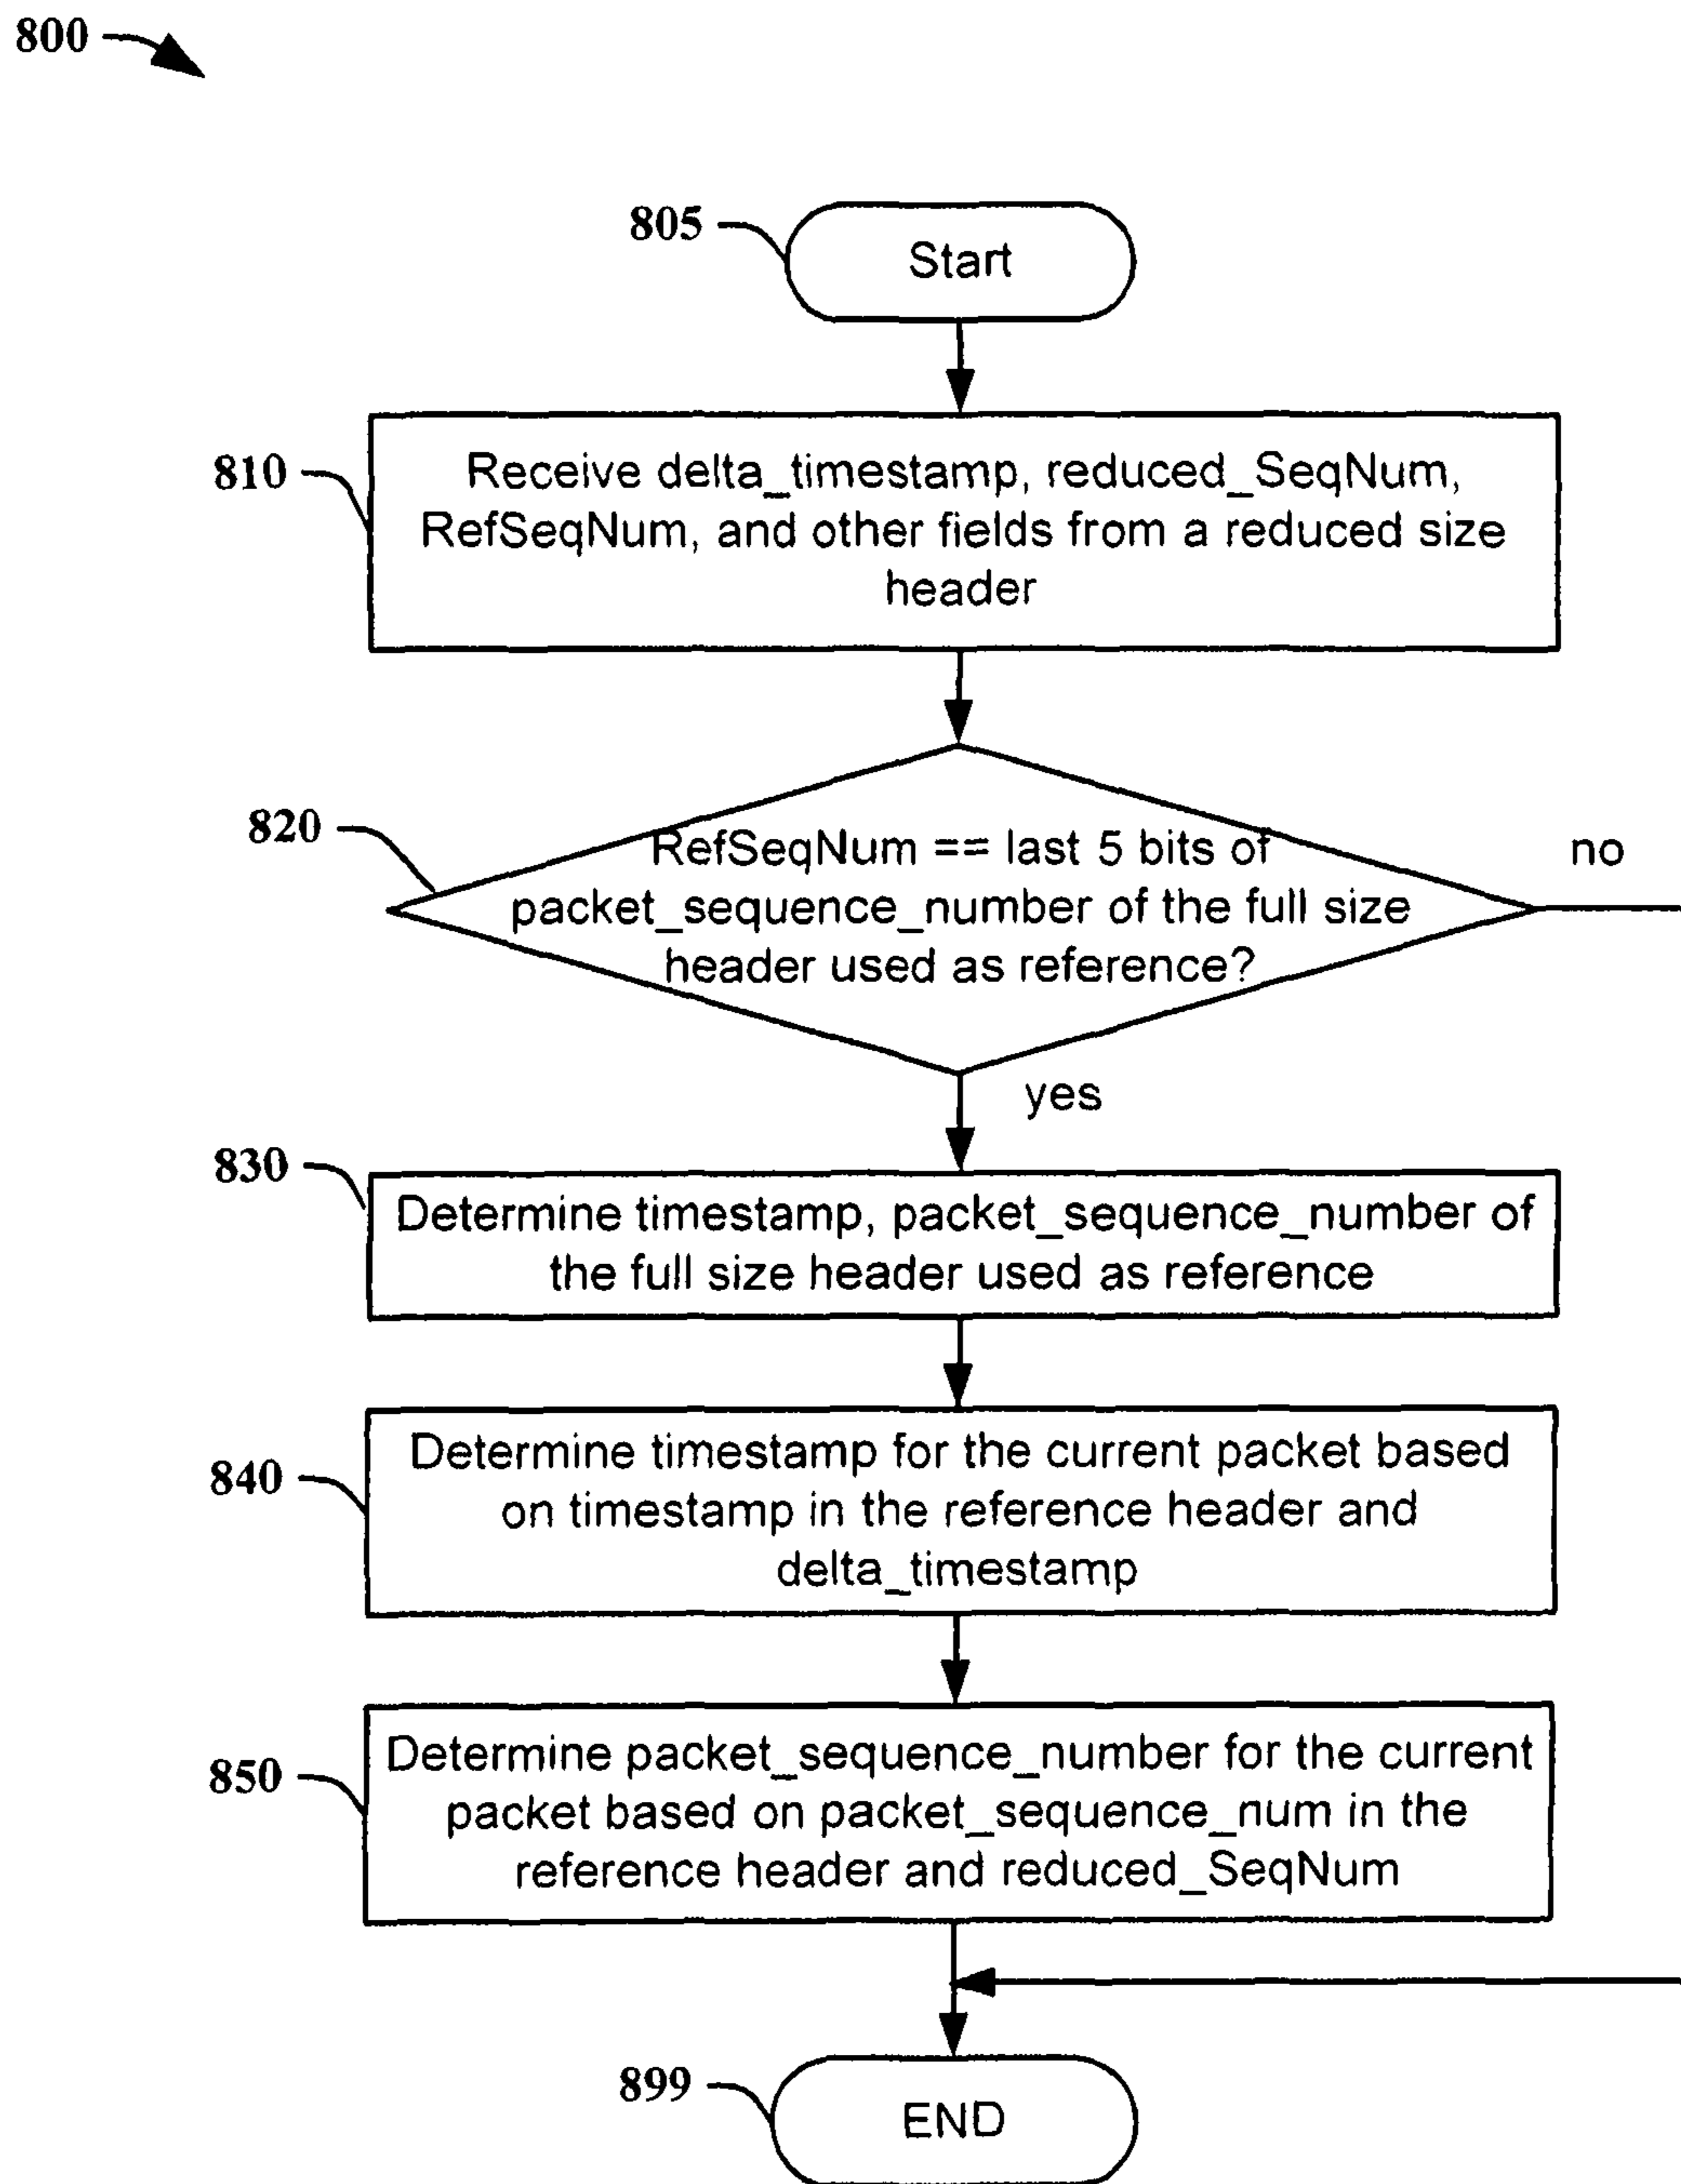 800
805
Start
810
Receive delta_timestamp, reduced_SeqNum,
RefSeqNum, and other fields from a reduced size
header
820
RefSeqNum == last 5 bits of
packet_sequence_number of the full size
header used as reference?
no
yes
830
Determine timestamp, packet_sequence_number of
the full size header used as reference
840
Determine timestamp for the current packet based
on timestamp in the reference header and
delta_timestamp
850
Determine packet_sequence_number for the current
packet based on packet_sequence_num in the
reference header and reduced_SeqNum
899
END